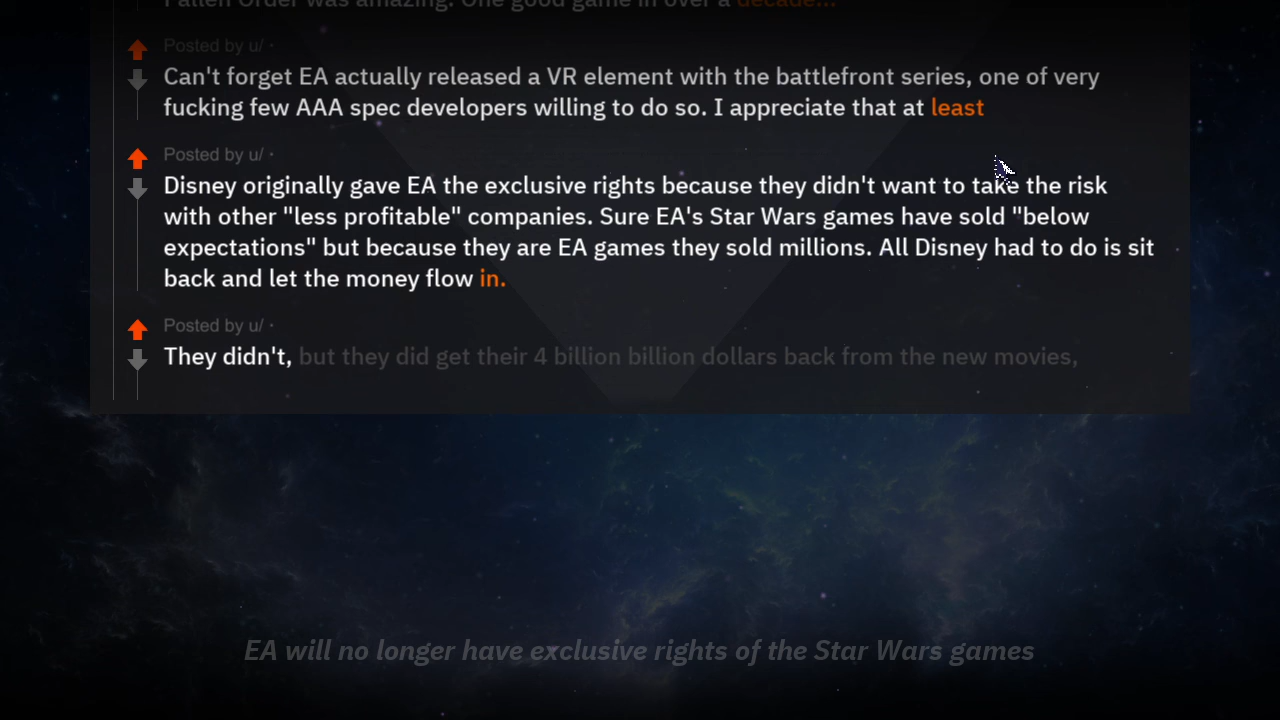 Fallen Order was amazing. One good game in over a decade...
Posted by u/ ·
Can't forget EA actually released a VR element with the battlefront series, one of very
fucking few AAA spec developers willing to do so. I appreciate that at least
Posted by u/ ·
Disney originally gave EA the exclusive rights because they didn't want to take the risk
with other "less profitable" companies. Sure EA's Star Wars games have sold "below
expectations" but because they are EA games they sold millions. All Disney had to do is sit
back and let the money flow in.
Posted by u/ ·
They didn't, but they did get their 4 billion billion dollars back from the new movies,
EA will no longer have exclusive rights of the Star Wars games